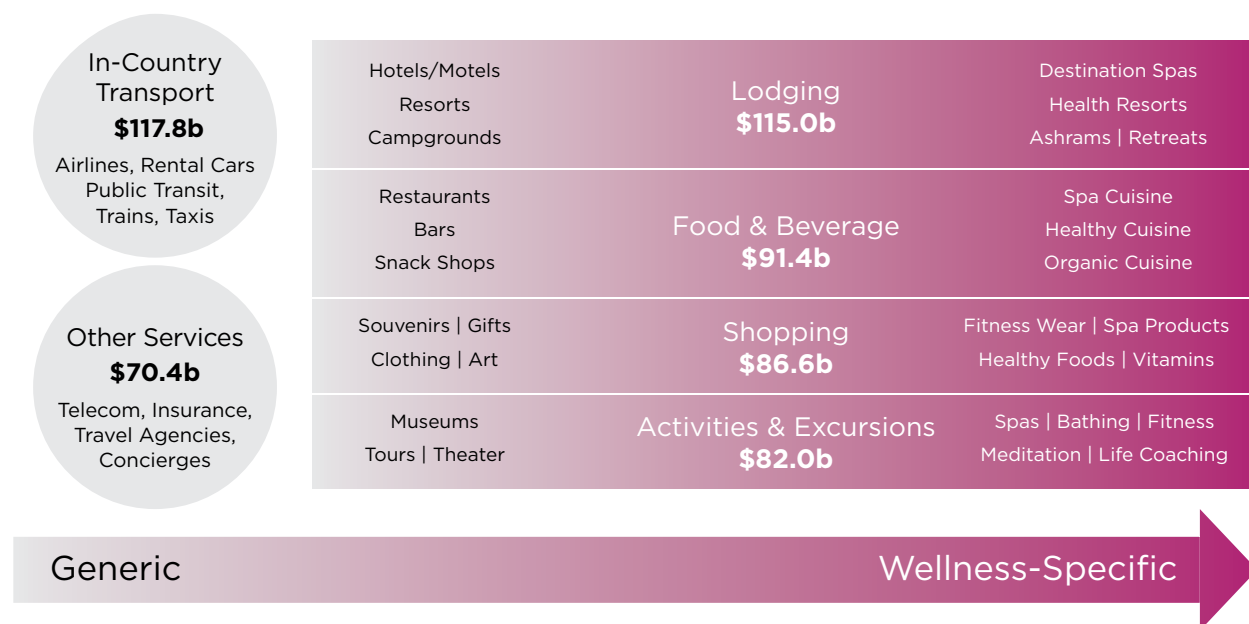 In-Country
Transport
$117.8b
Airlines, Rental Cars
Public Transit,
Trains, Taxis
Other Services
$70.4b
Telecom, Insurance,
Travel Agencies,
Concierges
Hotels/Motels
Resorts
Campgrounds
Lodging
$115.0b
Destination Spas
Health Resorts
Ashrams | Retreats
Restaurants
Bars
Snack Shops
Food & Beverage
$91.4b
Spa Cuisine
Healthy Cuisine
Organic Cuisine
Souvenirs | Gifts
Clothing | Art
Shopping
$86.6b
Fitness Wear | Spa Products
Healthy Foods | Vitamins
Museums
Tours | Theater
Activities & Excursions
$82.0b
Spas | Bathing | Fitness
Meditation | Life Coaching
Generic
Wellness-Specific